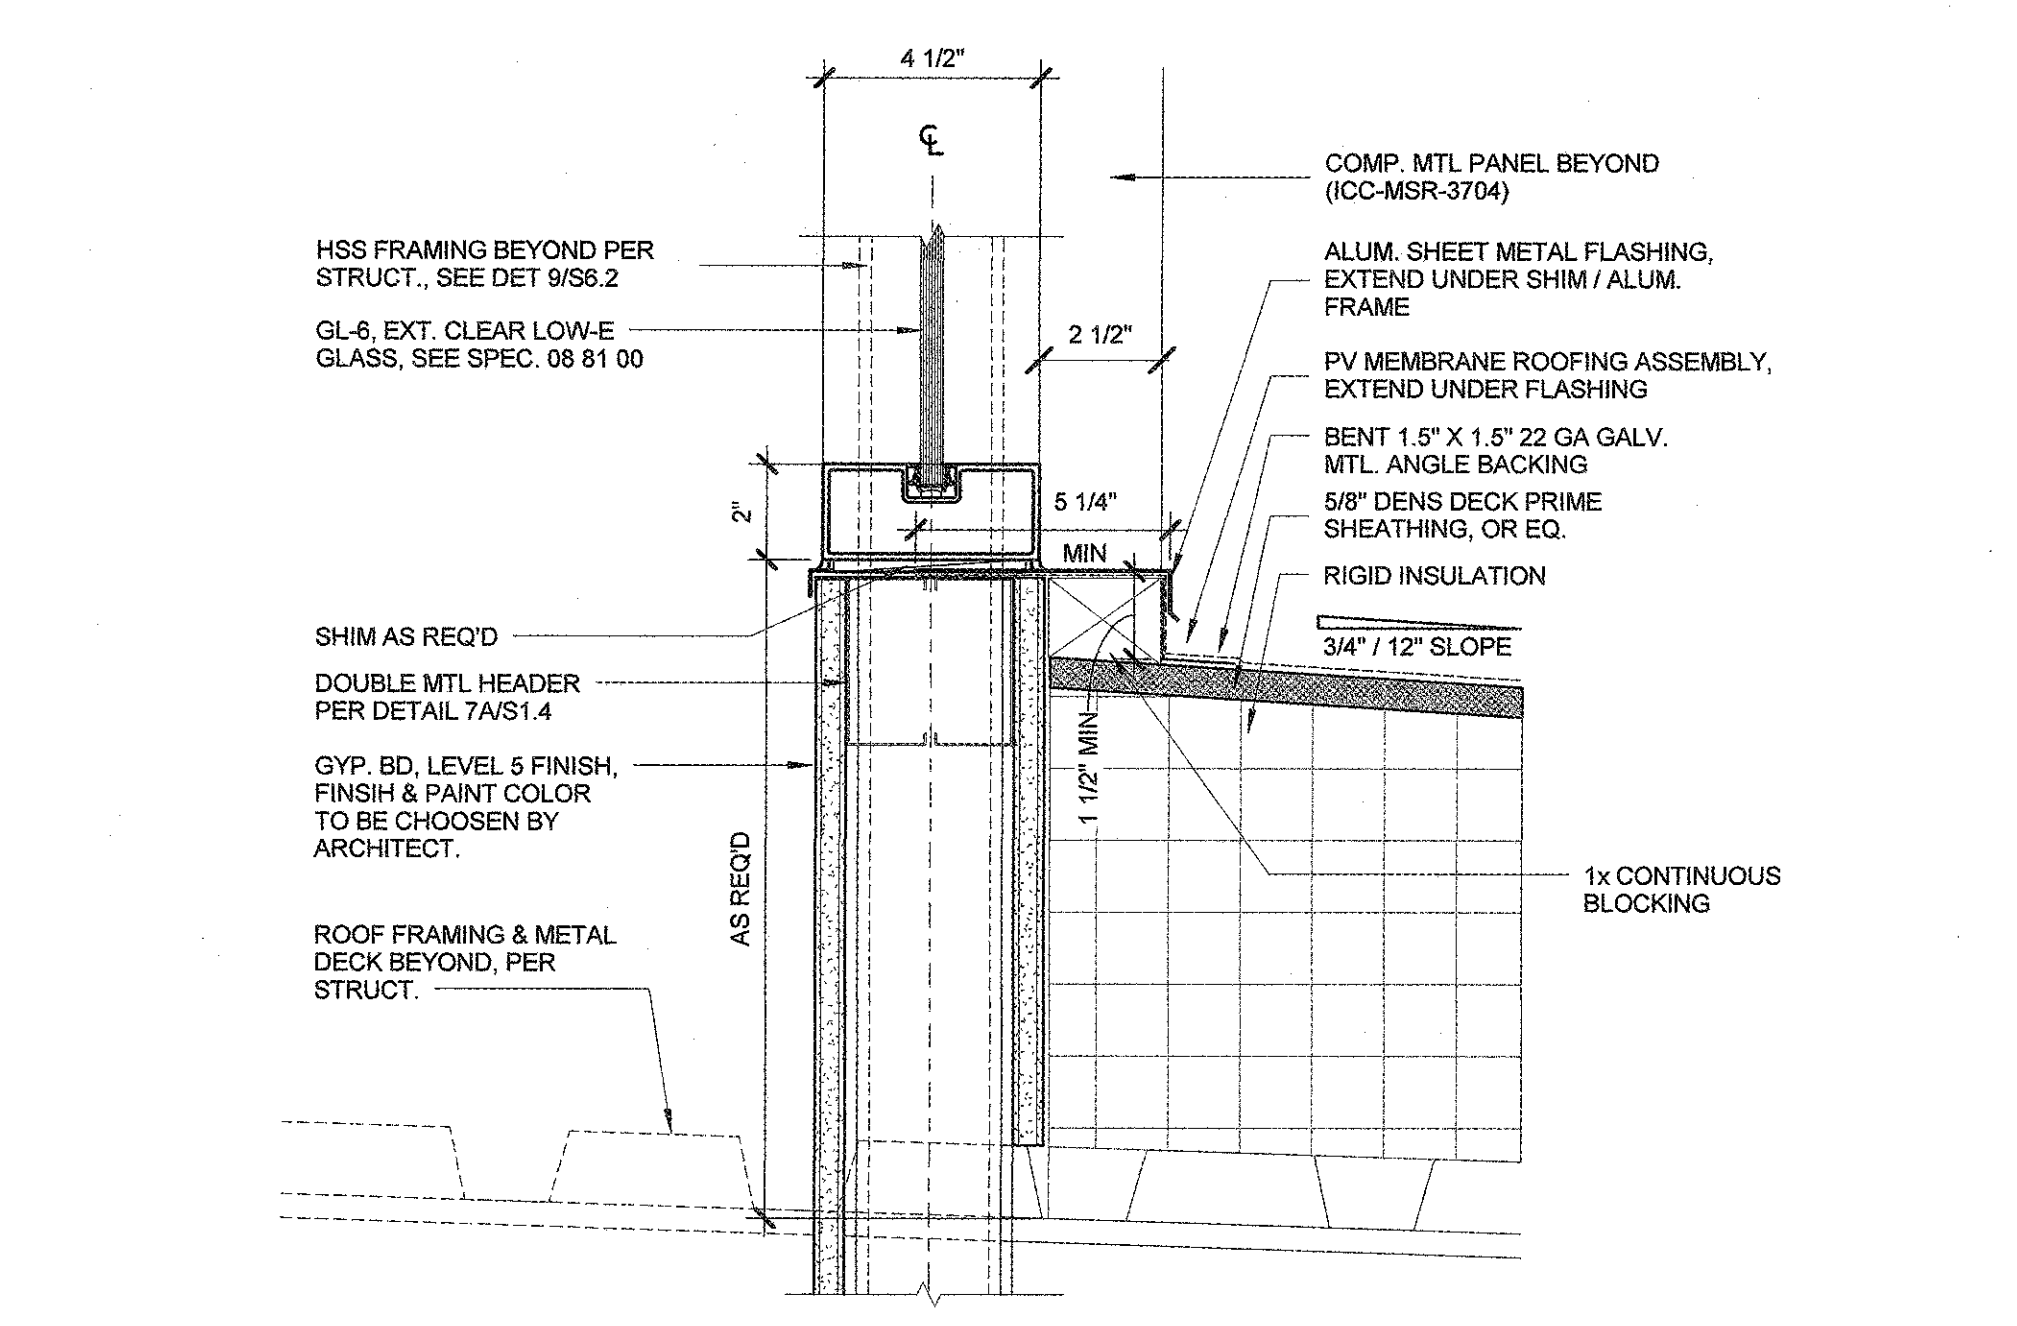 4 1/2"
CL
COMP. MTL PANEL BEYOND
(ICC-MSR-3704)
HSS FRAMING BEYOND PER
STRUCT., SEE DET 9/S6.2
ALUM. SHEET METAL FLASHING,
EXTEND UNDER SHIM / ALUM.
FRAME
GL-6, EXT. CLEAR LOW-E
GLASS, SEE SPEC. 08 81 00
2 1/2"
PV MEMBRANE ROOFING ASSEMBLY,
EXTEND UNDER FLASHING
BENT 1.5" X 1.5" 22 GA GALV.
MTL. ANGLE BACKING
2"
5 1/4"
MIN
5/8" DENS DECK PRIME
SHEATHING, OR EQ.
RIGID INSULATION
SHIM AS REQ'D
3/4" / 12" SLOPE
DOUBLE MTL HEADER
PER DETAIL 7A/S1.4
1 1/2" MIN
GYP. BD, LEVEL 5 FINISH,
FINSIH & PAINT COLOR
TO BE CHOOSEN BY
ARCHITECT.
AS REQ'D
1x CONTINUOUS
BLOCKING
ROOF FRAMING & METAL
DECK BEYOND, PER
STRUCT.